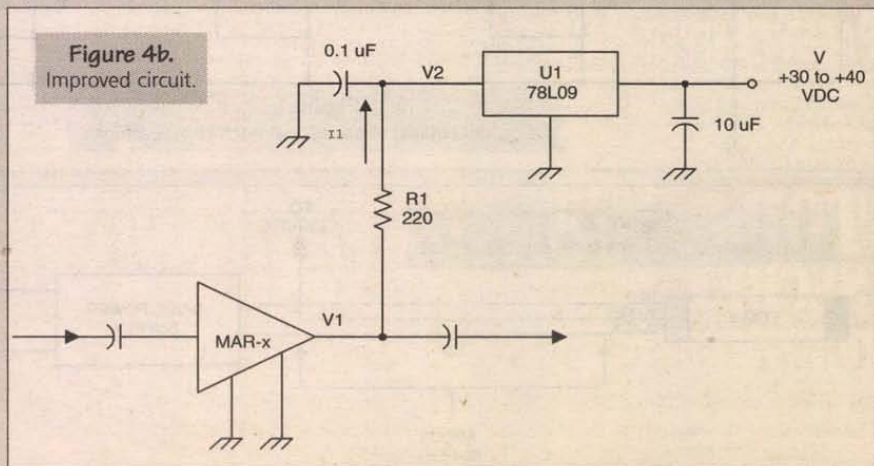 Figure 4b.
Improved circuit.
0.1 uF
V2
U1
78L09
V
+30 to +40
VDC
10 uF
I1
R1
220
V1
MAR-x